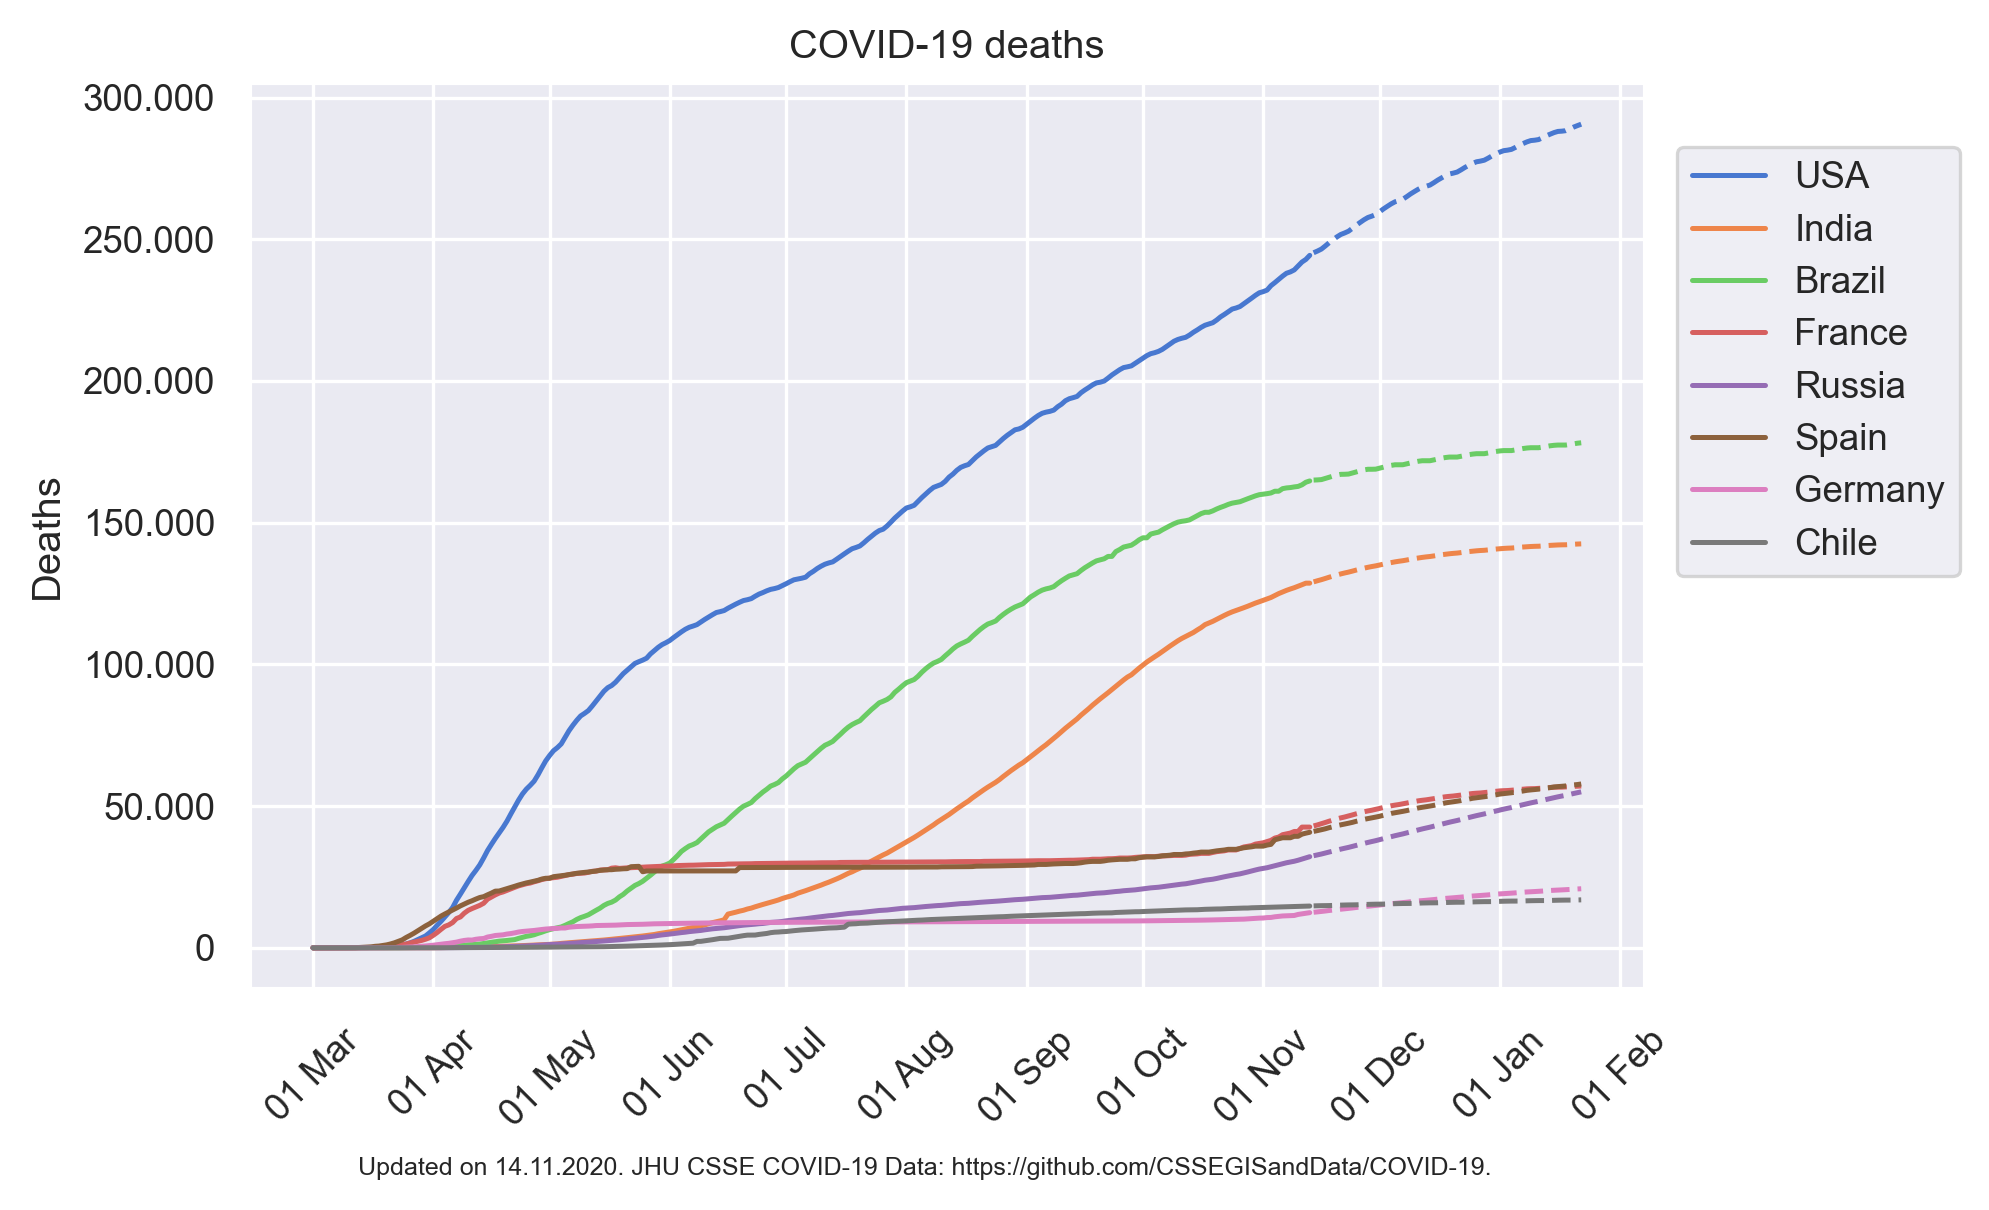 COVID-19 deaths
300.000
250.000
200.000
150.000
100.000
50.000
0
Deaths
USA
India
Brazil
France
Russia
Spain
Germany
Chile
01 Mar
01 Apr
01 May
01 Jun
01 Jul
01 Aug
01 Sep
01 Oct
01 Nov
01 Dec
01 Jan
01 Feb
Updated on 14.11.2020. JHU CSSE COVID-19 Data: https://github.com/CSSEGISandData/COVID-19.